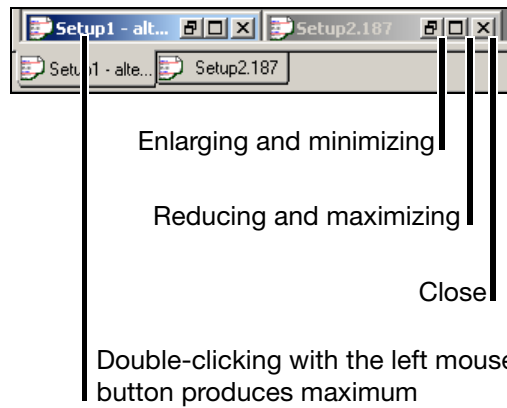 Setup1 - alt... Setup2.187
Setup1 - alte... Setup2.187
Enlarging and minimizing
Reducing and maximizing
Close
Double-clicking with the left mouse
button produces maximum